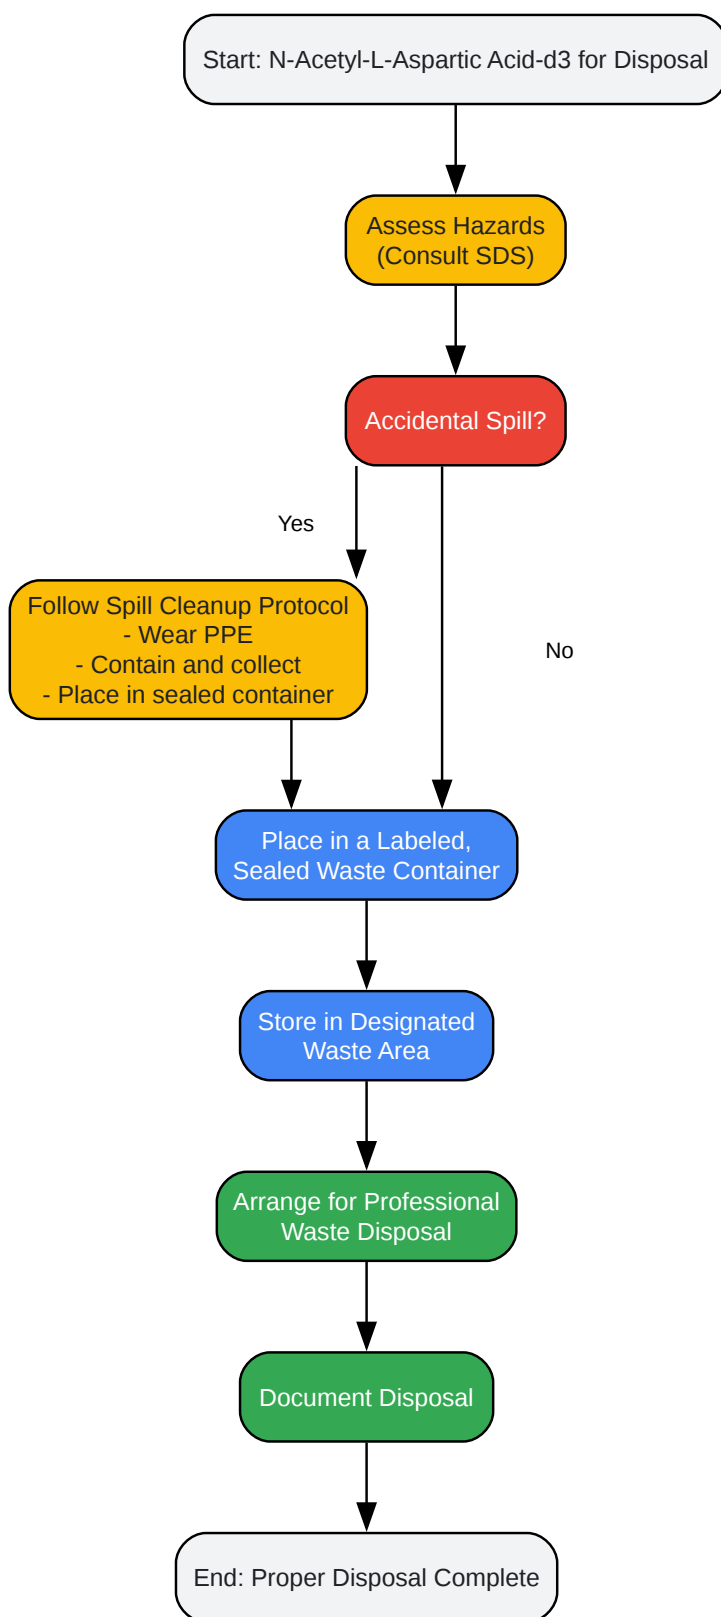 Start: N-Acetyl-L-Aspartic Acid-d3 for Disposal
Assess Hazards
(Consult SDS)
Accidental Spill?
Yes
Follow Spill Cleanup Protocol
- Wear PPE
- Contain and collect
- Place in sealed container
No
Place in a Labeled,
Sealed Waste Container
Store in Designated
Waste Area
Arrange for Professional
Waste Disposal
Document Disposal
End: Proper Disposal Complete